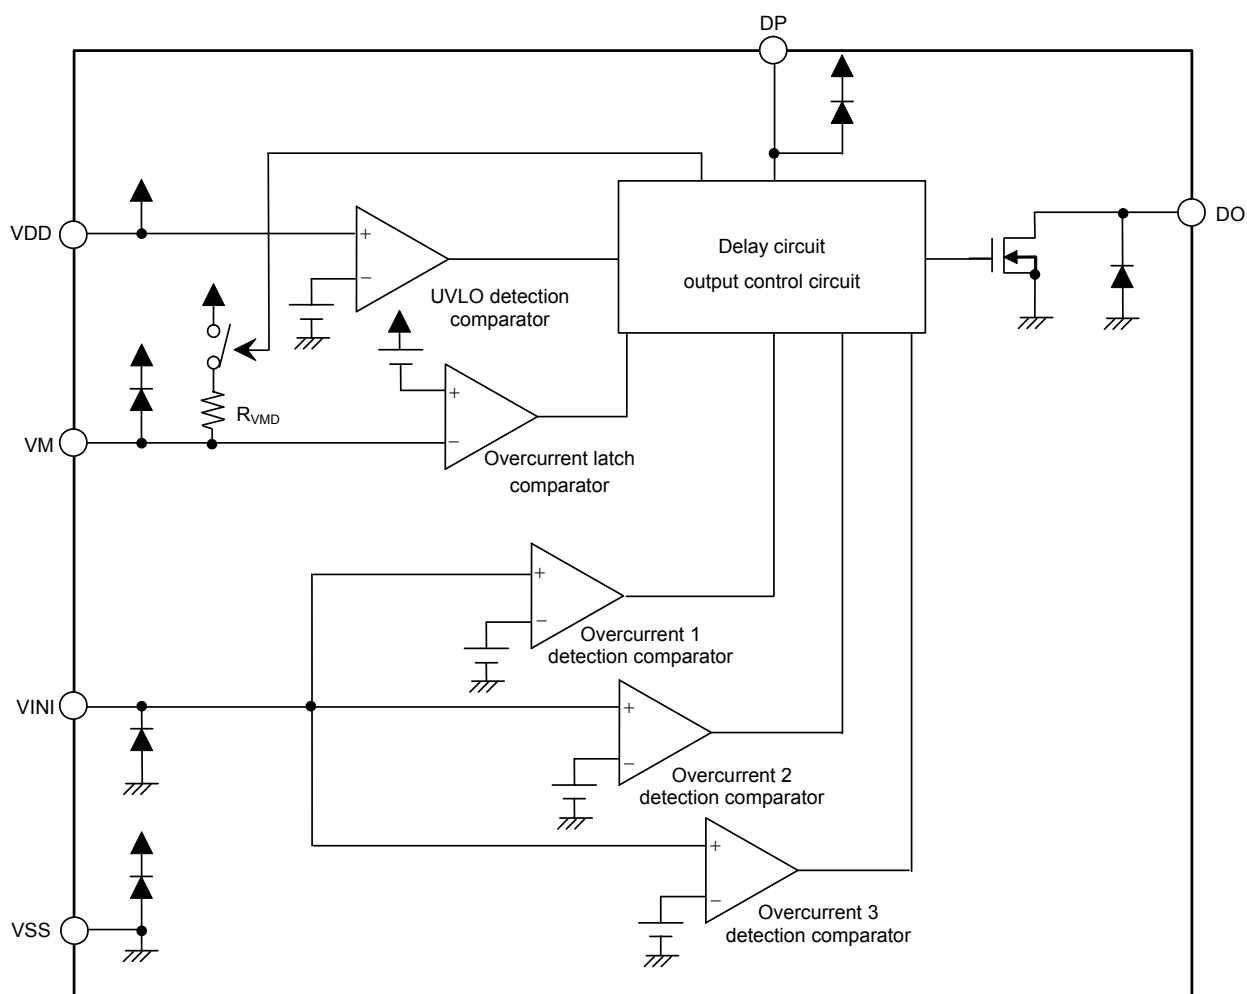 DP
VDD
DO
+
−
Delay circuit
output control circuit
UVLO detection
comparator
+
−
RVMD
VM
Overcurrent latch
comparator
+
−
Overcurrent 1
detection comparator
VINI
+
−
Overcurrent 2
detection comparator
+
−
Overcurrent 3
detection comparator
VSS